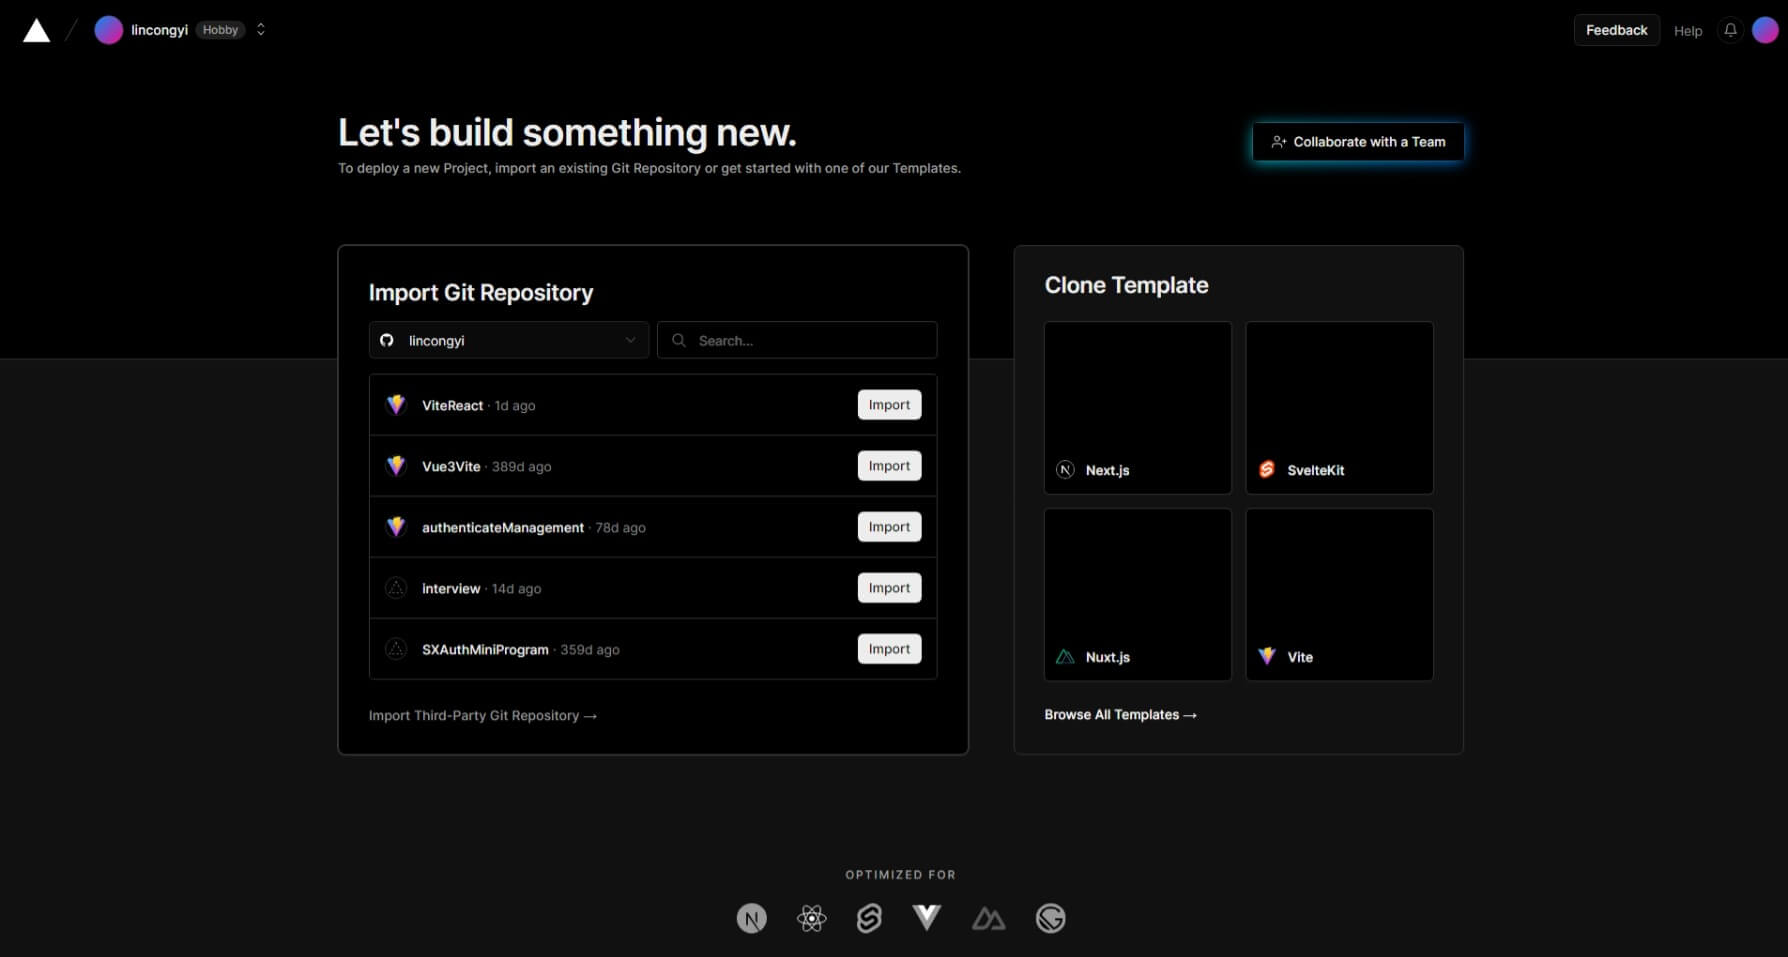 lincongyi Hobby
Feedback Help
Let's build something new.
To deploy a new Project, import an existing Git Repository or get started with one of our Templates.
Collaborate with a Team
Import Git Repository
lincongyi
Search...
ViteReact · 1d ago
Import
Vue3Vite · 389d ago
Import
authenticateManagement · 78d ago
Import
interview · 14d ago
Import
SXAuthMiniProgram · 359d ago
Import
Import Third-Party Git Repository →
Clone Template
Next.js
SvelteKit
Nuxt.js
Vite
Browse All Templates →
OPTIMIZED FOR